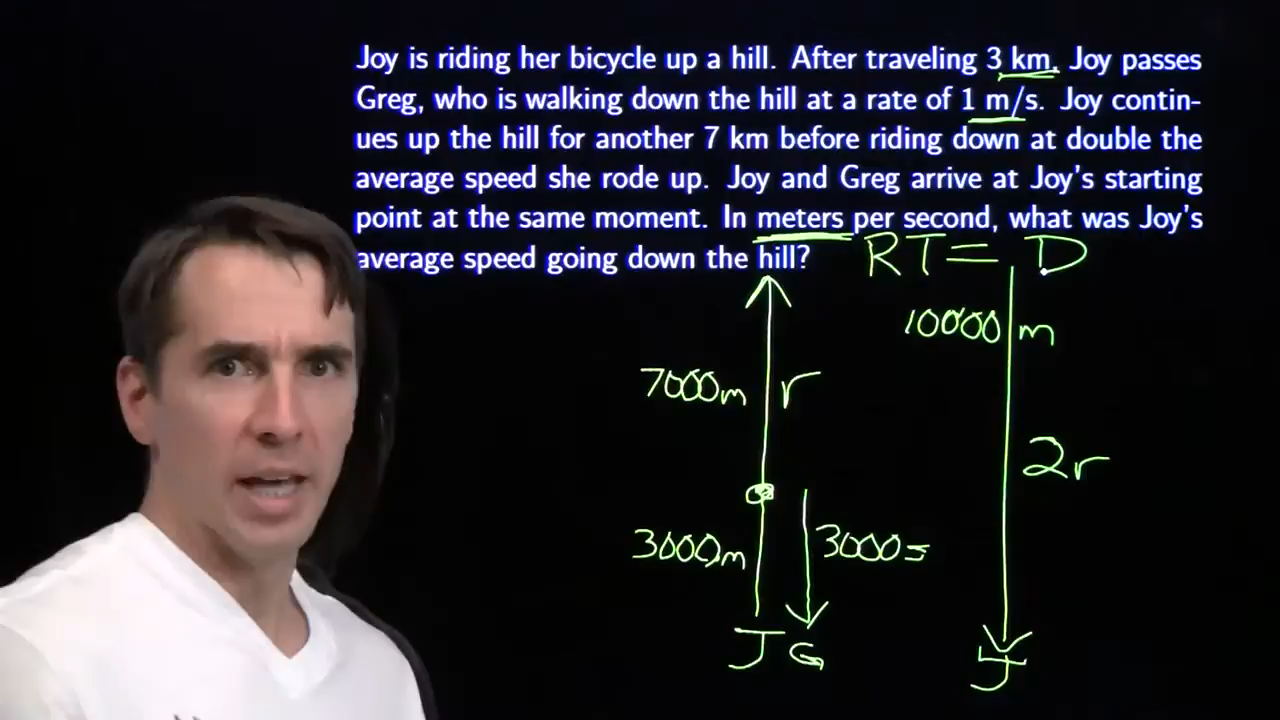 Joy is riding her bicycle up a hill. After traveling 3 km, Joy passes
Greg, who is walking down the hill at a rate of 1 m/s. Joy contin-
ues up the hill for another 7 km before riding down at double the
average speed she rode up. Joy and Greg arrive at Joy's starting
point at the same moment. In meters per second, what was Joy's
average speed going down the hill?
RT = D
10000 m
7000m r
2r
3000m 3000s
J G
J